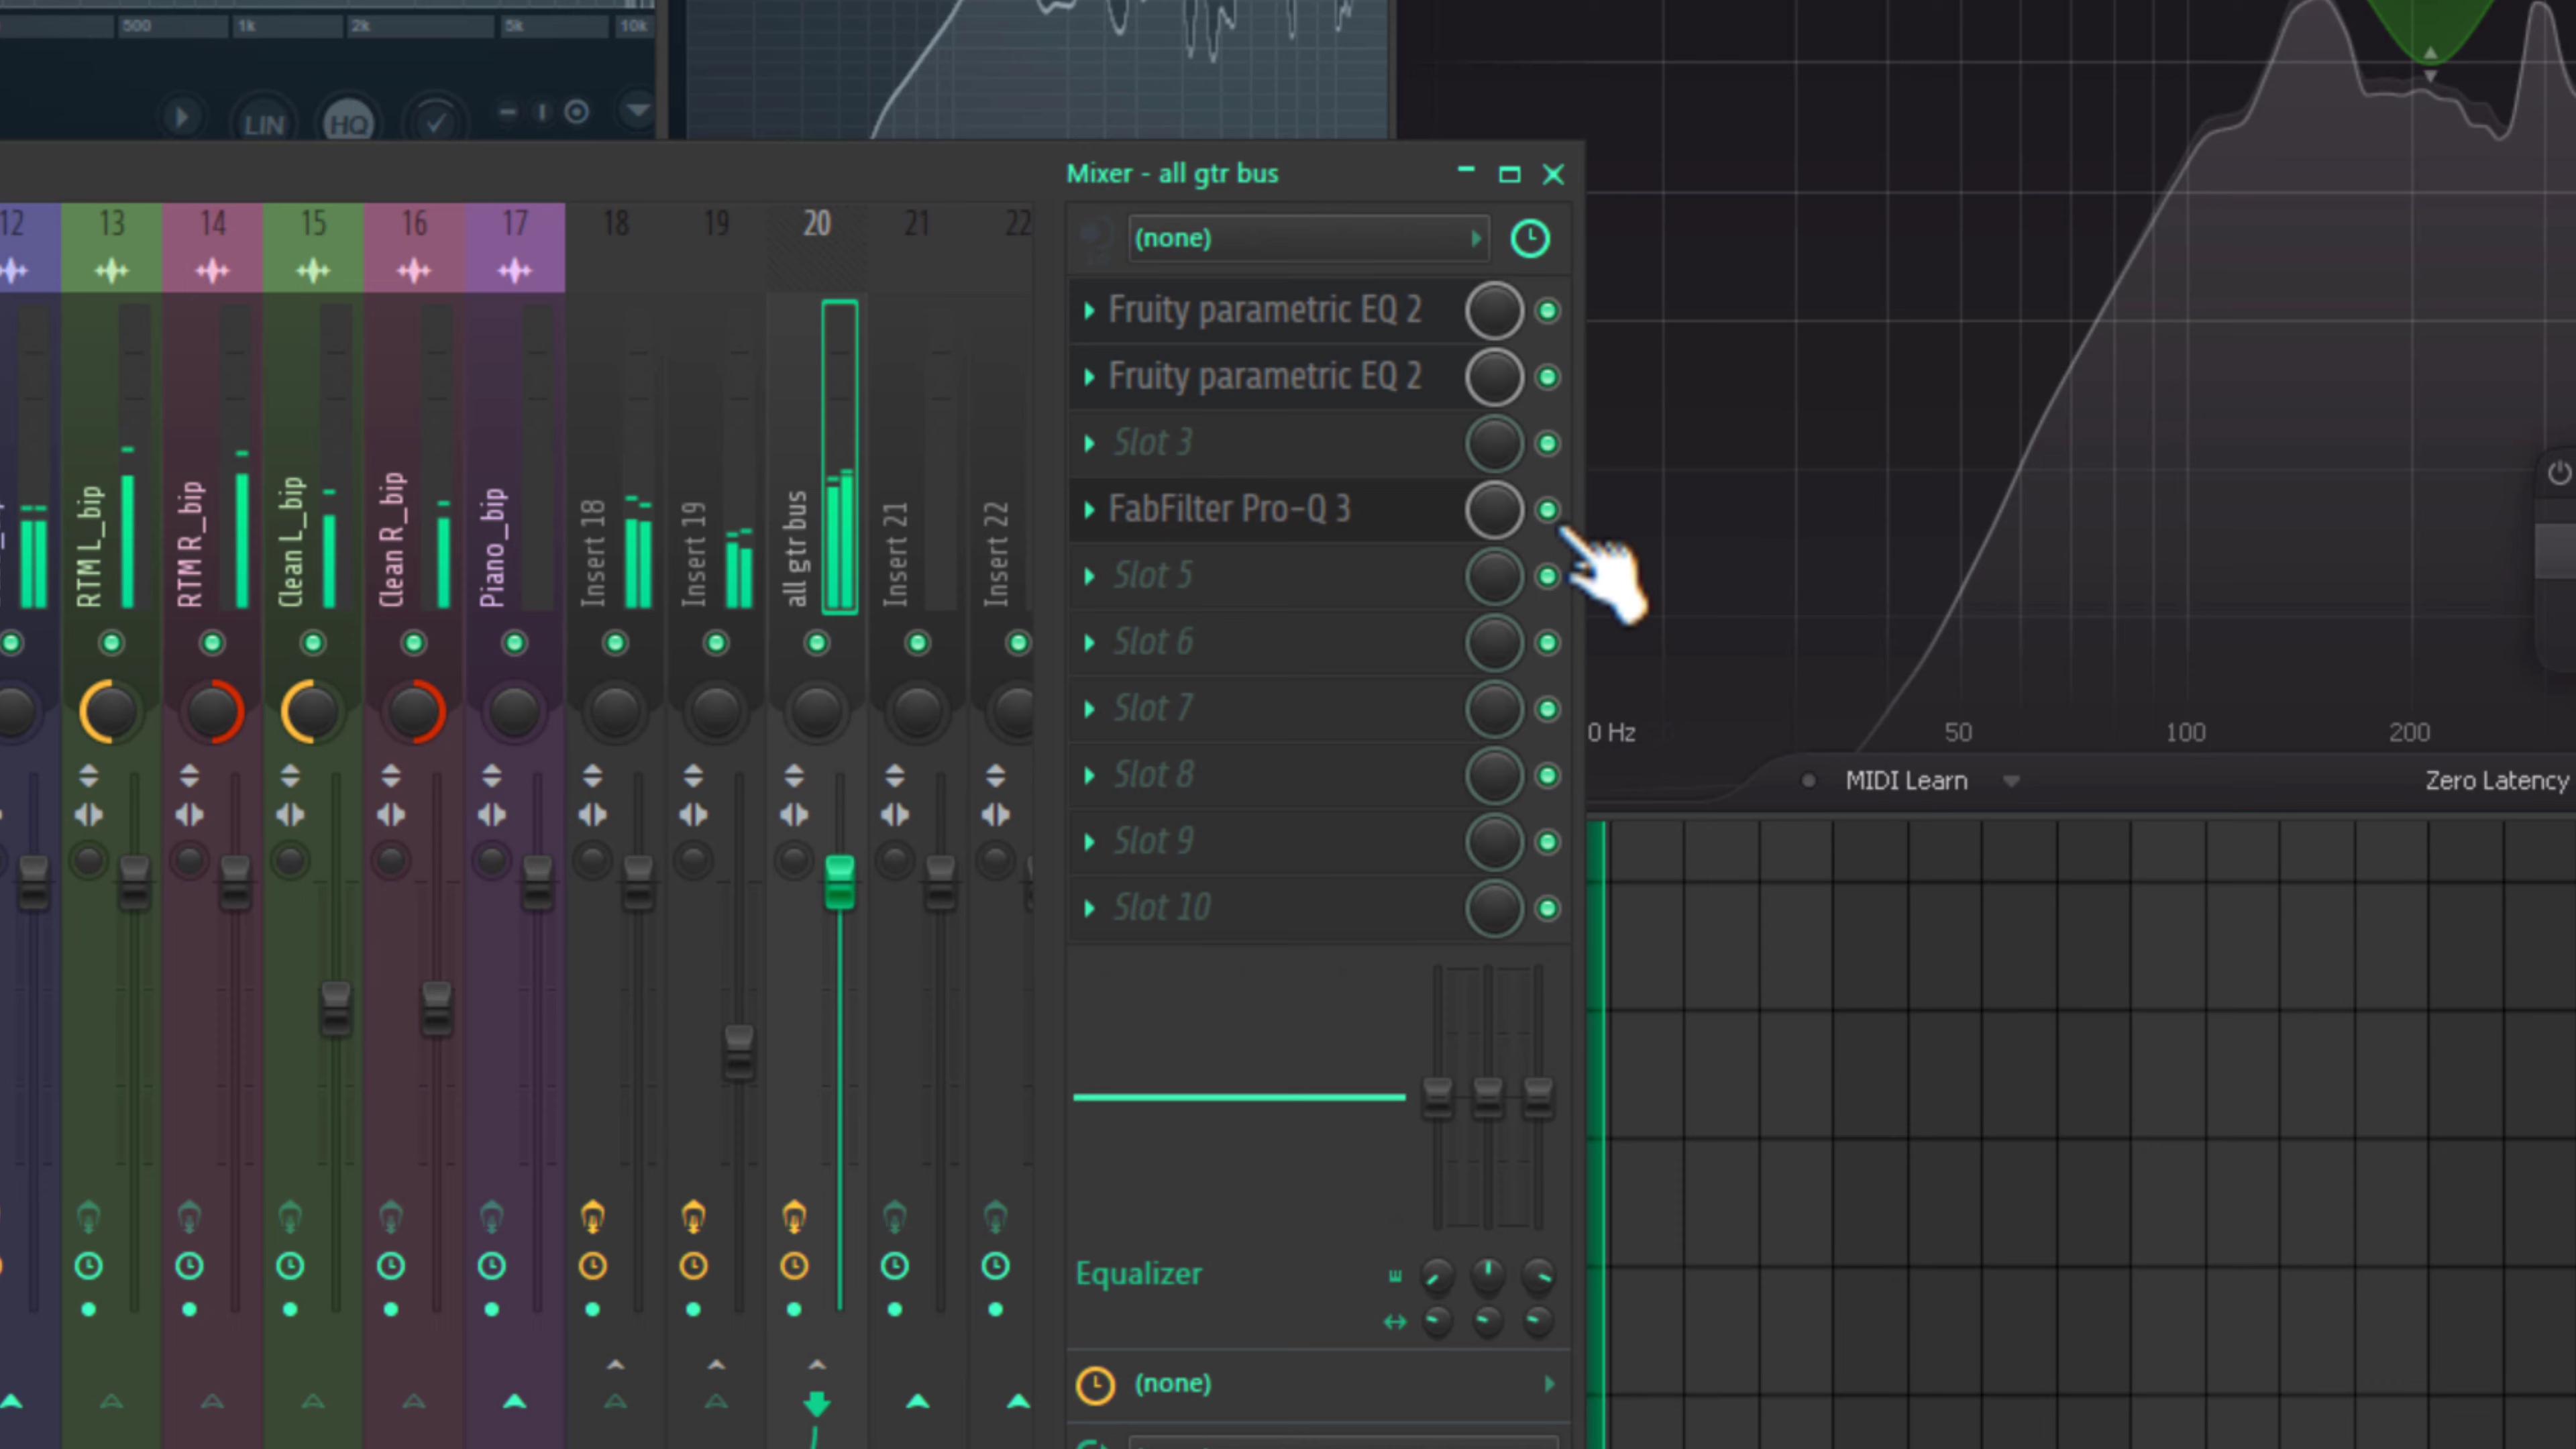 500 1k 2k 5k 10k
LIN HQ
Mixer - all gtr bus
12 13 14 15 16 17 18 19 20 21 22
(none)
Fruity parametric EQ 2
Fruity parametric EQ 2
Slot 3
FabFilter Pro-Q 3
Slot 5
Slot 6
Slot 7
Slot 8
Slot 9
Slot 10
RTM L_bip
RTM R_bip
Clean L_bip
Clean R_bip
Piano_bip
Insert 18
Insert 19
all gtr bus
Insert 21
Insert 22
0 Hz 50 100 200
MIDI Learn
Zero Latency
Equalizer
(none)